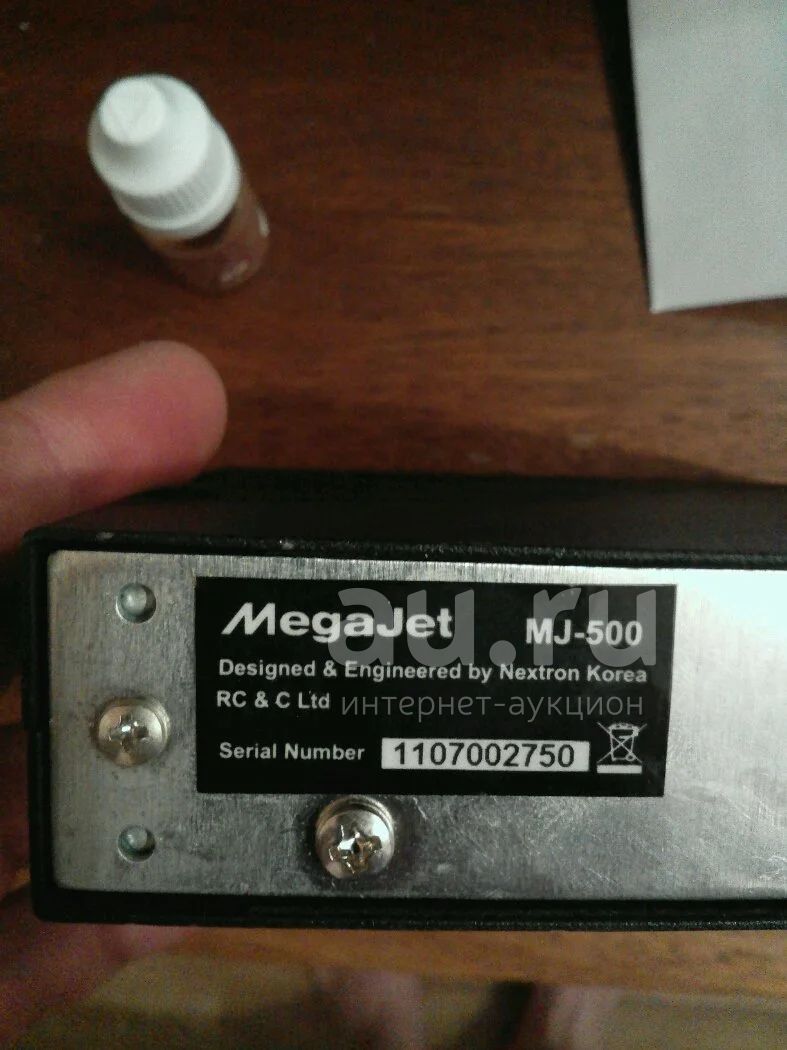 MegaJet MJ-500
Designed & Engineered by Nextron Korea
RC & C Ltd
Serial Number 1107002750
au.ru
интернет-аукцион